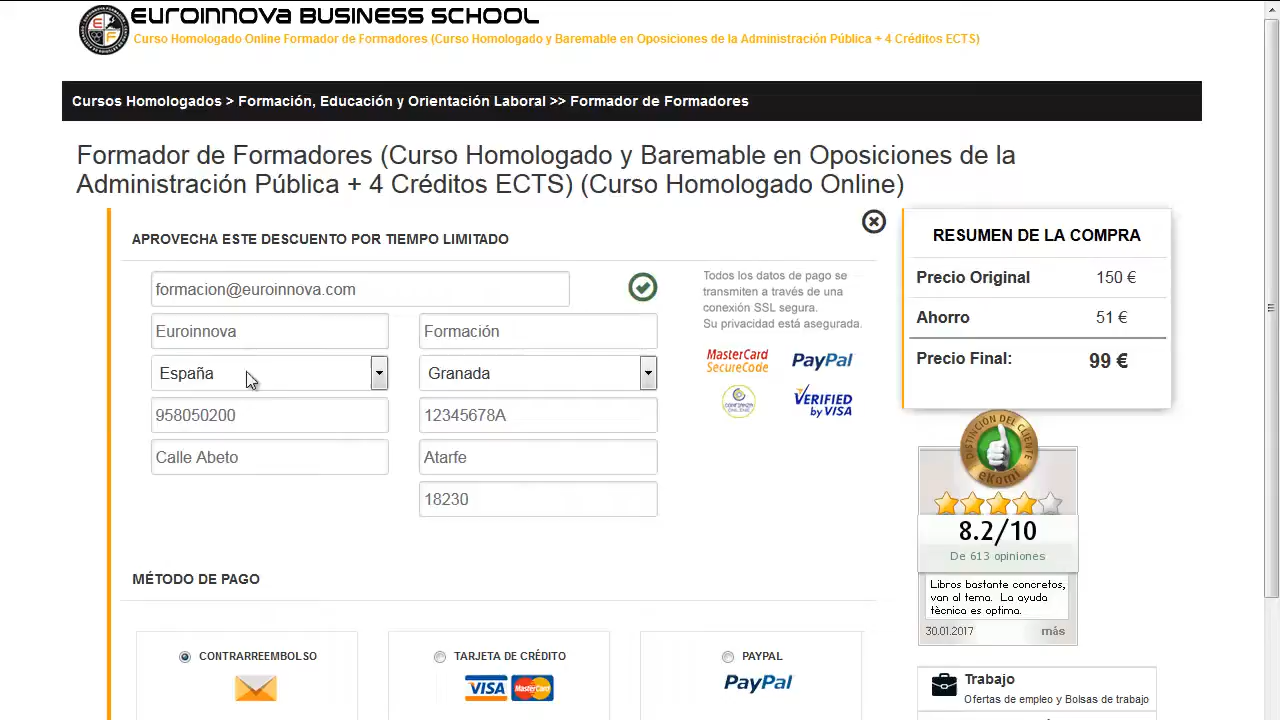 EUROINNOVA BUSINESS SCHOOL
Curso Homologado Online Formador de Formadores (Curso Homologado y Baremable en Oposiciones de la Administración Pública + 4 Créditos ECTS)
Cursos Homologados > Formación, Educación y Orientación Laboral >> Formador de Formadores
Formador de Formadores (Curso Homologado y Baremable en Oposiciones de la
Administración Pública + 4 Créditos ECTS) (Curso Homologado Online)
APROVECHA ESTE DESCUENTO POR TIEMPO LIMITADO
formacion@euroinnova.com
Euroinnova
Formación
España
Granada
958050200
12345678A
Calle Abeto
Atarfe
18230
Todos los datos de pago se
transmiten a través de una
conexión SSL segura.
Su privacidad está asegurada.
MasterCard
SecureCode
PayPal
CONFIANZA
ONLINE
VERIFIED
by VISA
RESUMEN DE LA COMPRA
Precio Original 150 €
Ahorro 51 €
Precio Final: 99 €
DISTINCIÓN DEL CLIENTE
eKomi
8.2/10
De 613 opiniones
Libros bastante concretos,
van al tema. La ayuda
tècnica es optima.
30.01.2017 más
Trabajo
Ofertas de empleo y Bolsas de trabajo
MÉTODO DE PAGO
CONTRARREEMBOLSO
TARJETA DE CRÉDITO
VISA
MasterCard
PAYPAL
PayPal